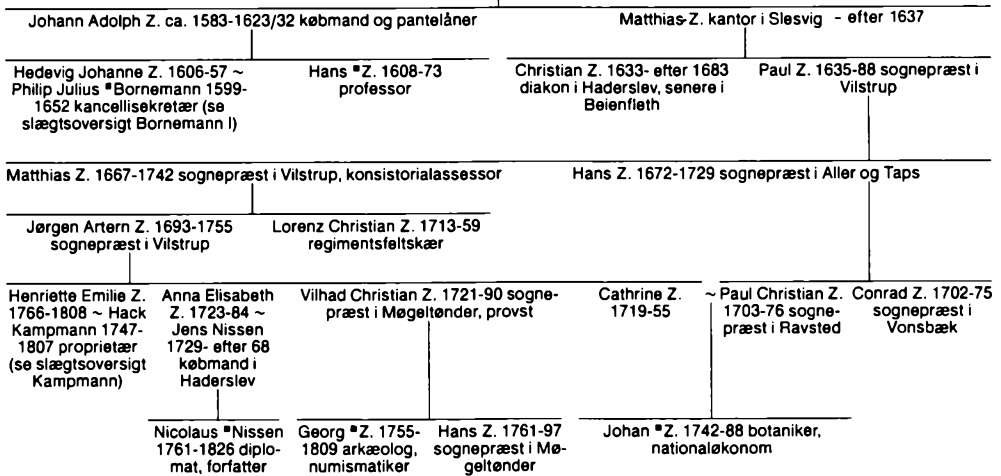 Johann Adolph Z. ca. 1583-1623/32 købmand og pantelåner
Matthias Z. kantor i Slesvig - efter 1637
Hedevig Johanne Z. 1606-57 ~
Philip Julius *Bornemann 1599-
1652 kancellisekretær (se
slægtsoversigt Bornemann I)
Hans *Z. 1608-73
professor
Christian Z. 1633- efter 1683
diakon i Haderslev, senere i
Beienfleth
Paul Z. 1635-88 sognepræst i
Vilstrup
Matthias Z. 1667-1742 sognepræst i Vilstrup, konsistorialassessor
Hans Z. 1672-1729 sognepræst i Aller og Taps
Jørgen Artern Z. 1693-1755
sognepræst i Vilstrup
Lorenz Christian Z. 1713-59
regimentsfeltskær
Henriette Emilie Z.
1766-1808 ~ Hack
Kampmann 1747-
1807 proprietær
(se slægtsoversigt
Kampmann)
Anna Elisabeth
Z. 1723-84 ~
Jens Nissen
1729- efter 68
købmand i
Haderslev
Vilhad Christian Z. 1721-90 sogne-
præst i Møgeltønder, provst
Cathrine Z.
1719-55
~ Paul Christian Z.
1703-76 sogne-
præst i Ravsted
Conrad Z. 1702-75
sognepræst i
Vonsbæk
Nicolaus *Nissen
1761-1826 diplo-
mat, forfatter
Georg *Z. 1755-
1809 arkæolog,
numismatiker
Hans Z. 1761-97
sognepræst i Mø-
geltønder
Johan *Z. 1742-88 botaniker,
nationaløkonom